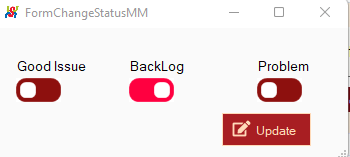 FormChangeStatusMM
Good Issue BackLog Problem
Update